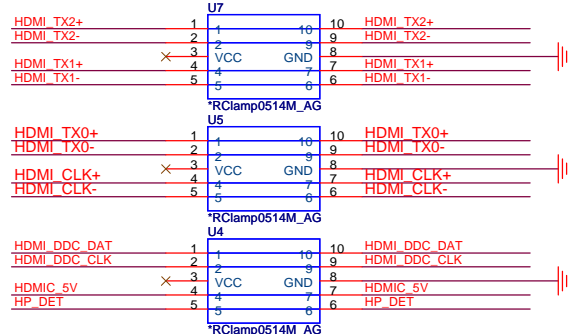 U7
HDMI_TX2+ 1 1 10 10 HDMI_TX2+
HDMI_TX2- 2 2 9 9 HDMI_TX2-
3 VCC GND 8
HDMI_TX1+ 4 4 7 7 HDMI_TX1+
HDMI_TX1- 5 5 6 6 HDMI_TX1-
*RClamp0514M_AG
U5
HDMI_TX0+ 1 1 10 10 HDMI_TX0+
HDMI_TX0- 2 2 9 9 HDMI_TX0-
3 VCC GND 8
HDMI_CLK+ 4 4 7 7 HDMI_CLK+
HDMI_CLK- 5 5 6 6 HDMI_CLK-
*RClamp0514M_AG
U4
HDMI_DDC_DAT 1 1 10 10 HDMI_DDC_DAT
HDMI_DDC_CLK 2 2 9 9 HDMI_DDC_CLK
3 VCC GND 8
HDMIC_5V 4 4 7 7 HDMIC_5V
HP_DET 5 5 6 6 HP_DET
*RClamp0514M_AG